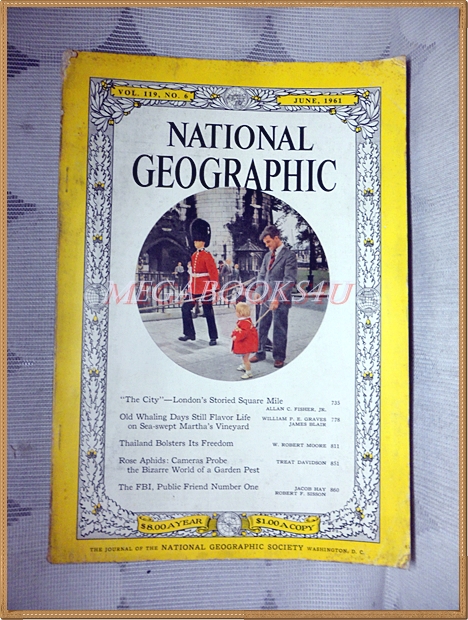 VOL. 119, NO. 6
JUNE, 1961
NATIONAL
GEOGRAPHIC
MEGABOOKS4U
"The City"—London's Storied Square Mile 733
ALLAN C. FISHER, JR.
Old Whaling Days Still Flavor Life WILLIAM P. E. GRAVES 778
on Sea-swept Martha's Vineyard JAMES BLAIR
Thailand Bolsters Its Freedom W. ROBERT MOORE 811
Rose Aphids: Cameras Probe TREAT DAVIDSON 851
the Bizarre World of a Garden Pest
The FBI, Public Friend Number One JACOB HAY 860
ROBERT F. SISSON
$8.00 A YEAR $1.00 A COPY
THE JOURNAL OF THE NATIONAL GEOGRAPHIC SOCIETY WASHINGTON, D. C.